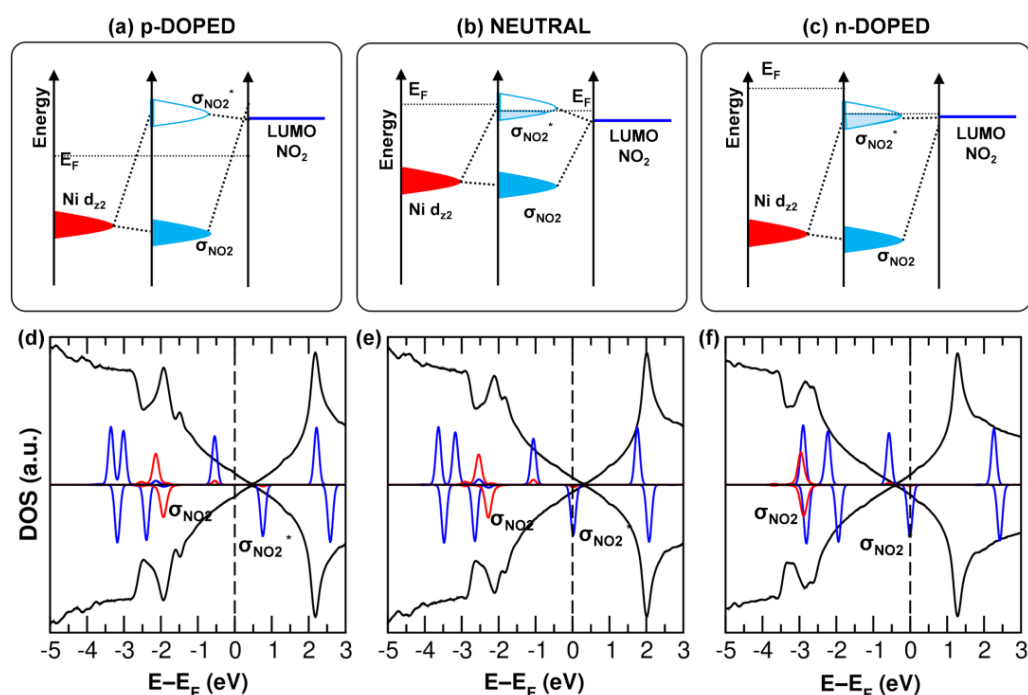 (a) p-DOPED
(b) NEUTRAL
(c) n-DOPED
Energy
σNO2*
EF
LUMO
NO2
Ni dz2
σNO2
Energy
EF
EF
σNO2*
LUMO
NO2
Ni dz2
σNO2
Energy
EF
σNO2*
LUMO
NO2
Ni dz2
σNO2
(d)
(e)
(f)
DOS (a.u.)
σNO2
σNO2*
σNO2
σNO2*
σNO2
σNO2
-5 -4 -3 -2 -1 0 1 2 3
-5 -4 -3 -2 -1 0 1 2 3
-5 -4 -3 -2 -1 0 1 2 3
E−EF (eV)
E−EF (eV)
E−EF (eV)